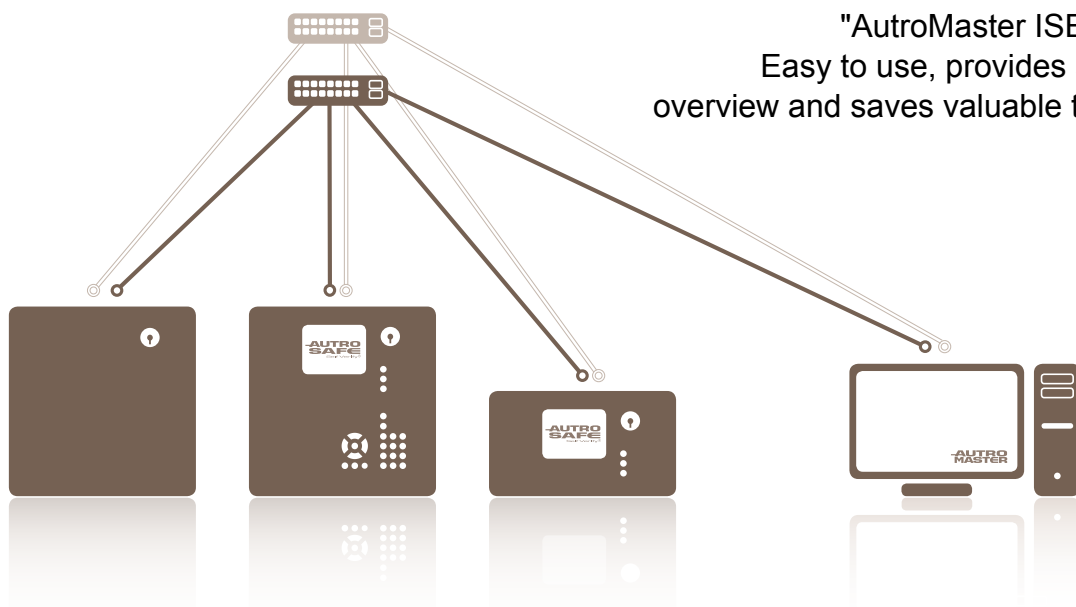 "AutroMaster ISE
Easy to use, provides
overview and saves valuable t
AUTRO
SAFE
AUTRO
SAFE
AUTRO
MASTER